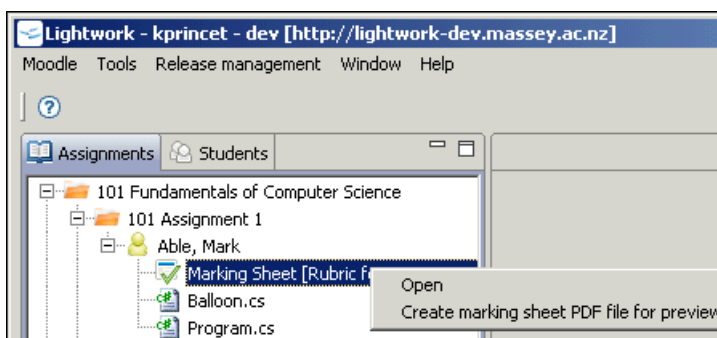 Lightwork - kprincet - dev [http://lightwork-dev.massey.ac.nz]
Moodle Tools Release management Window Help
Assignments Students
101 Fundamentals of Computer Science
101 Assignment 1
Able, Mark
Marking Sheet [Rubric
Open
Balloon.cs
Create marking sheet PDF file for preview
Program.cs